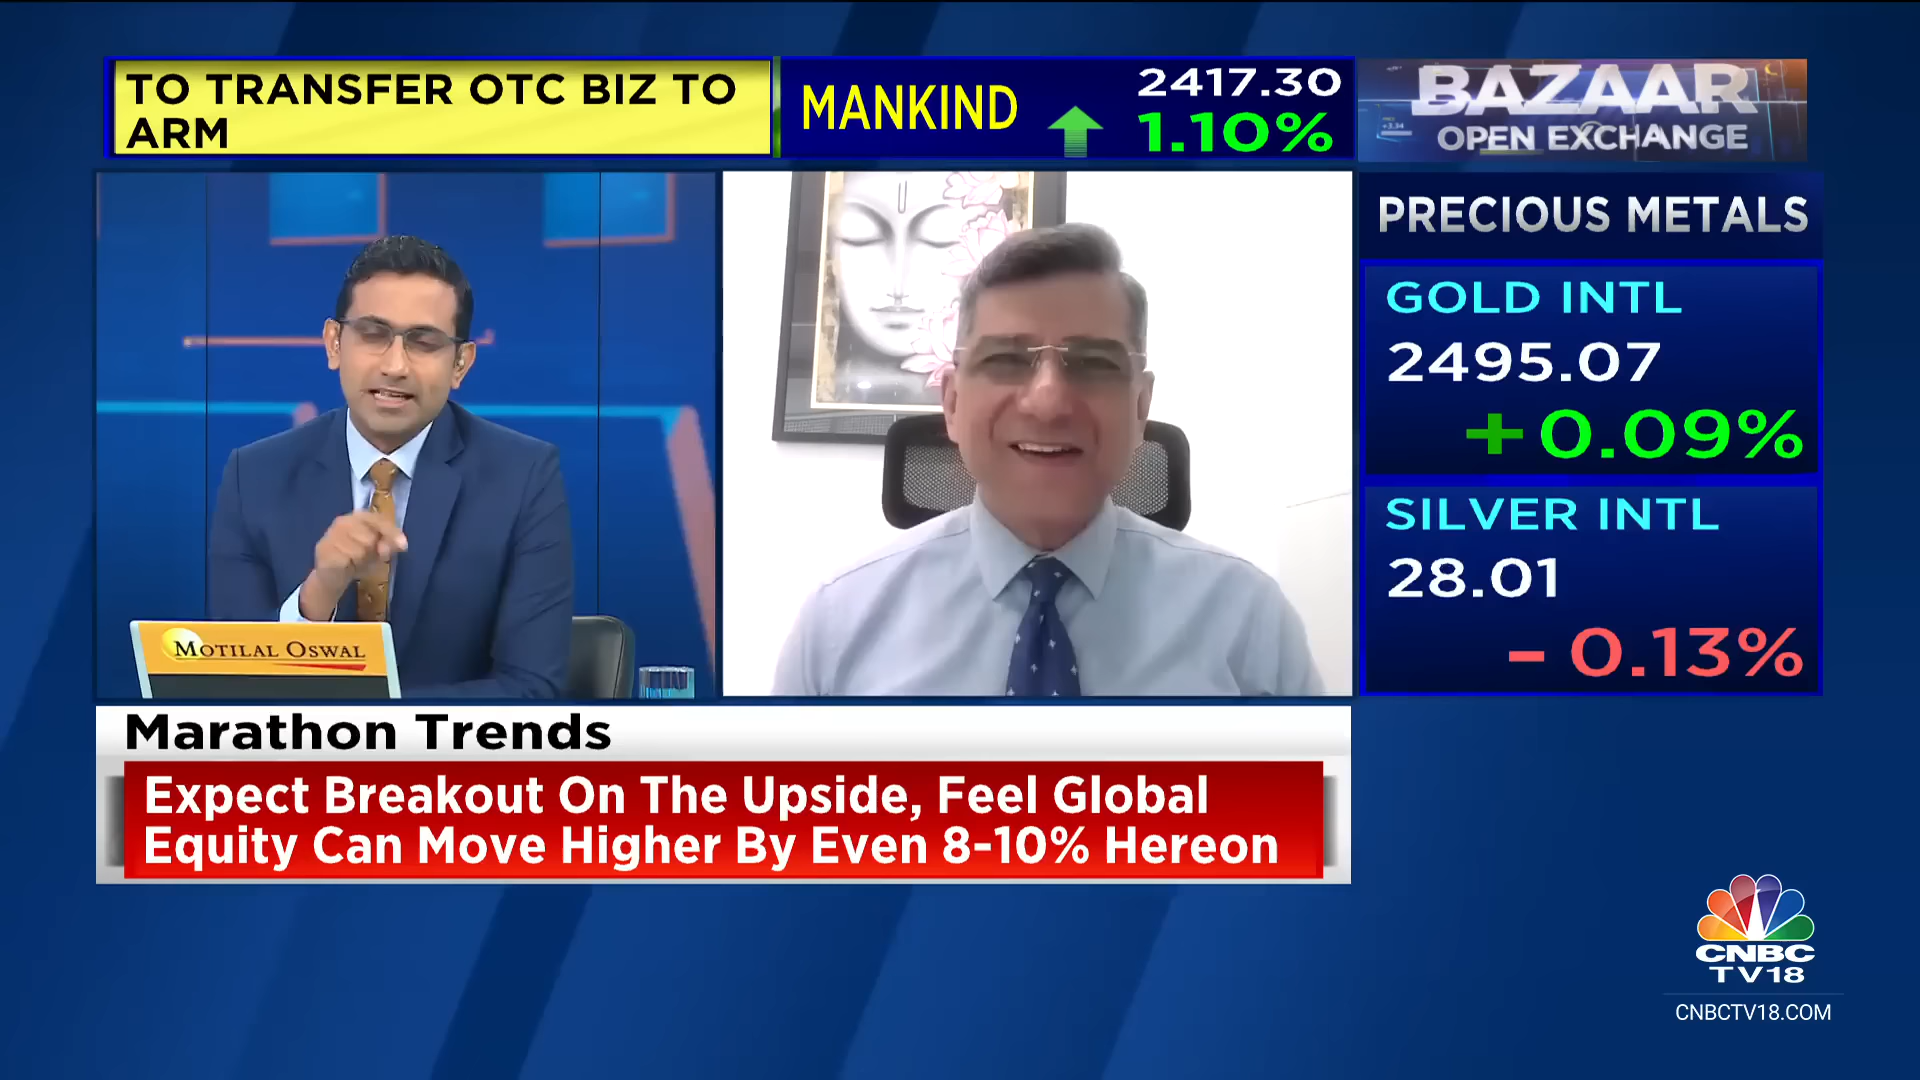 TO TRANSFER OTC BIZ TO
ARM
MANKIND
2417.30
1.10%
BAZAAR
OPEN EXCHANGE
PRECIOUS METALS
GOLD INTL
2495.07
+0.09%
SILVER INTL
28.01
- 0.13%
MOTILAL OSWAL
Marathon Trends
Expect Breakout On The Upside, Feel Global
Equity Can Move Higher By Even 8-10% Hereon
CNBC
TV18
CNBCTV18.COM